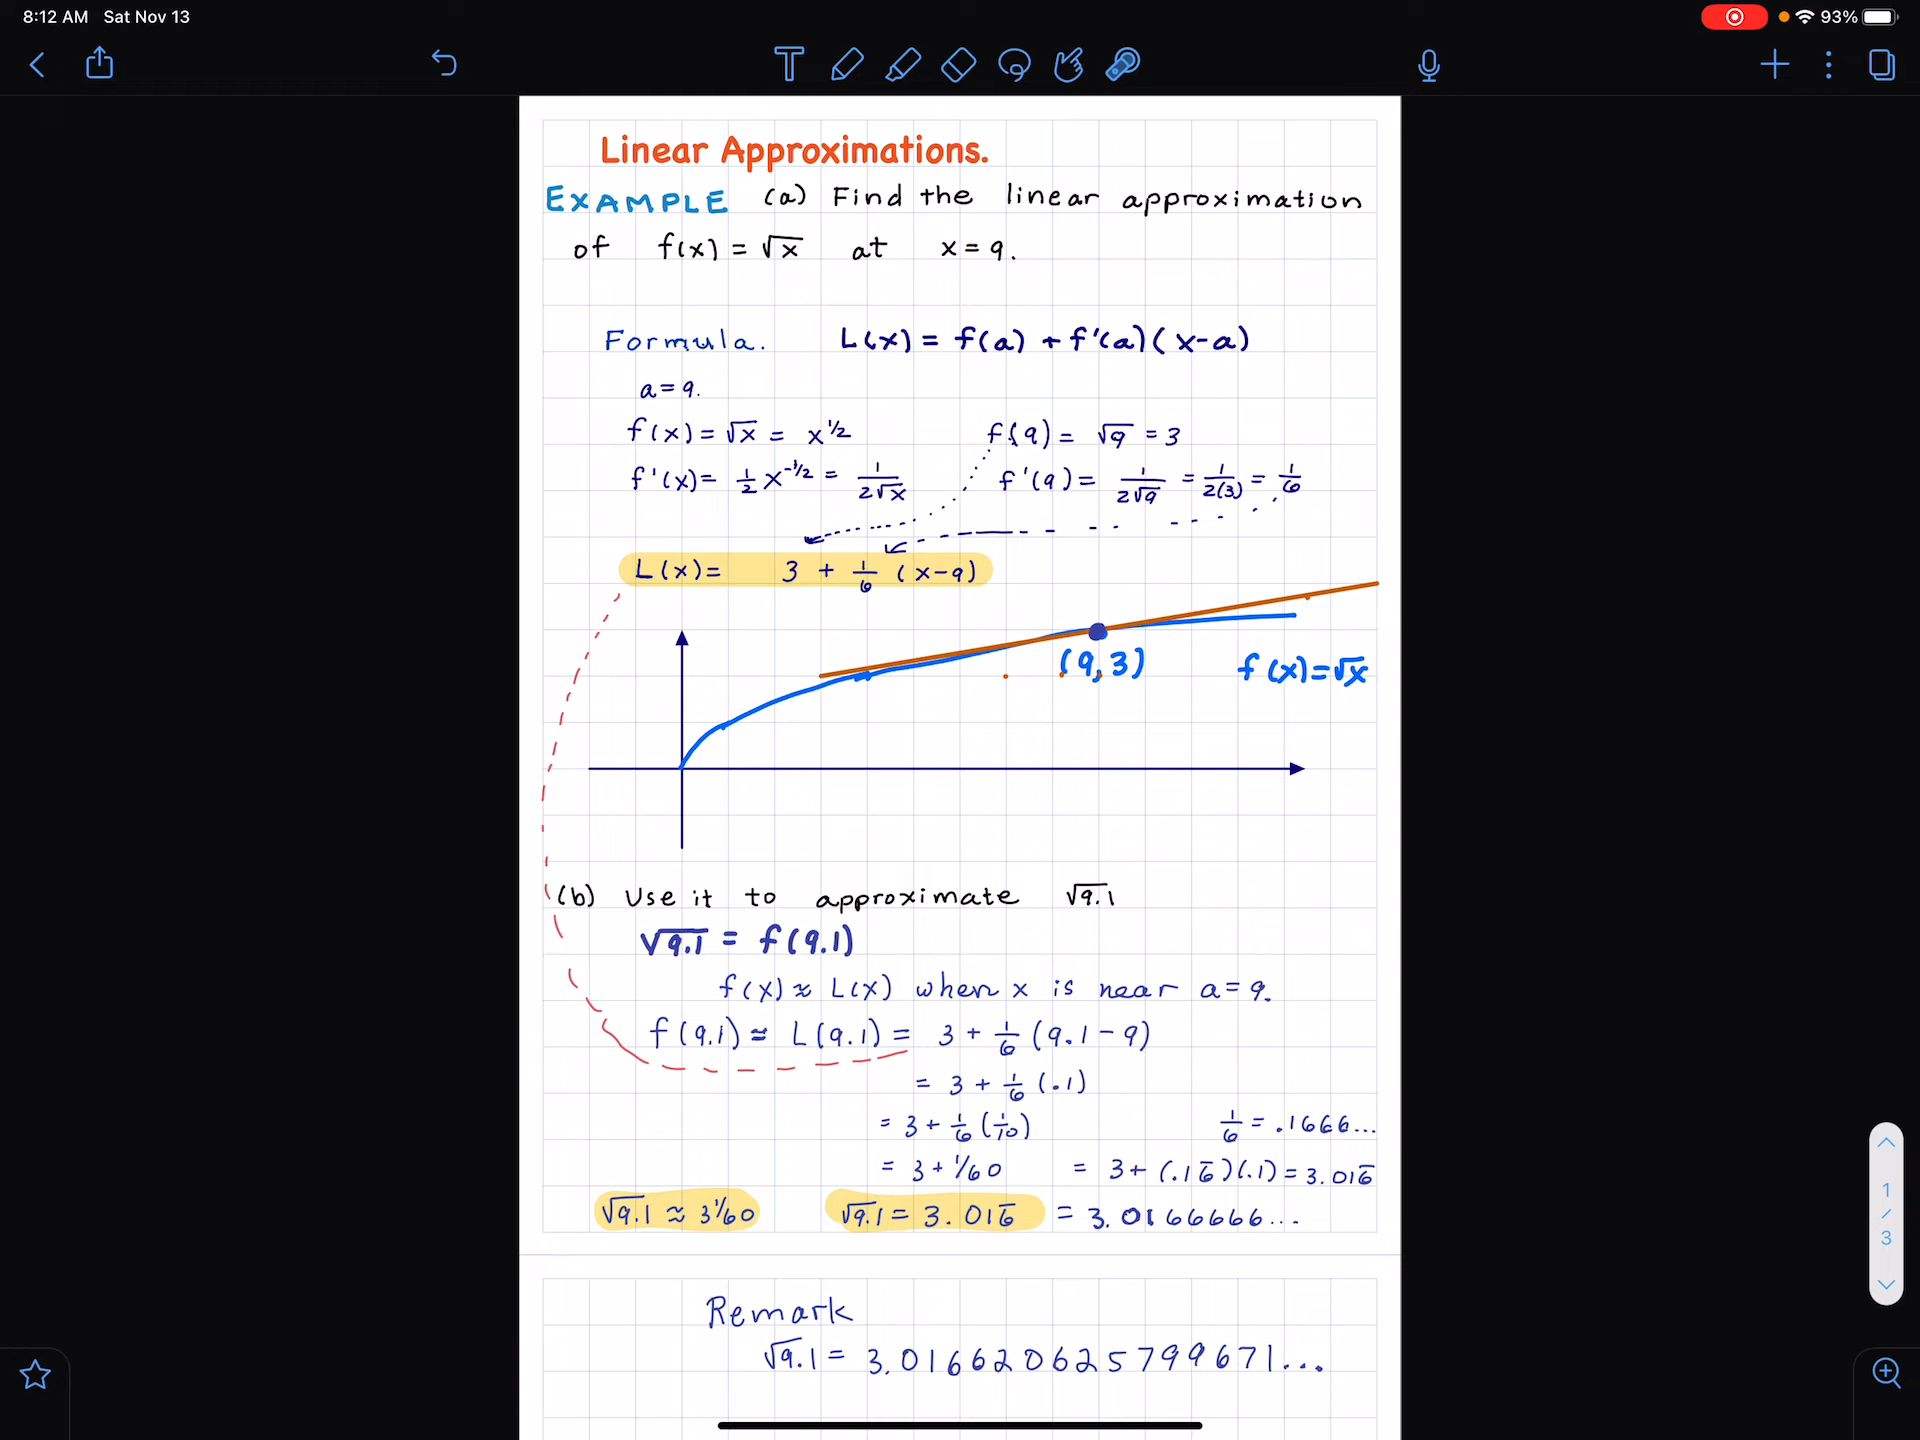 8:12 AM Sat Nov 13
93%
Linear Approximations.
EXAMPLE (a) Find the linear approximation
of f(x) = √x at x = 9.
Formula. L(x) = f(a) + f'(a)(x-a)
a = 9.
f(x) = √x = x^1/2 f(9) = √9 = 3
f'(x) = 1/2 x^-1/2 = 1/2√x f'(9) = 1/2√9 = 1/2(3) = 1/6
L(x) = 3 + 1/6 (x-9)
(9,3)
f(x)=√x
(b) Use it to approximate √9.1
√9.1 = f(9.1)
f(x) ≈ L(x) when x is near a = 9.
f(9.1) ≈ L(9.1) = 3 + 1/6 (9.1 - 9)
= 3 + 1/6 (.1)
= 3 + 1/6 (1/10) 1/6 = .1666...
= 3 + 1/60 = 3 + (.16̅)(.1) = 3.016̅
√9.1 ≈ 3 1/60 √9.1 = 3.016̅ = 3.0166666...
1
/
3
Remark
√9.1 = 3.016620625799671...